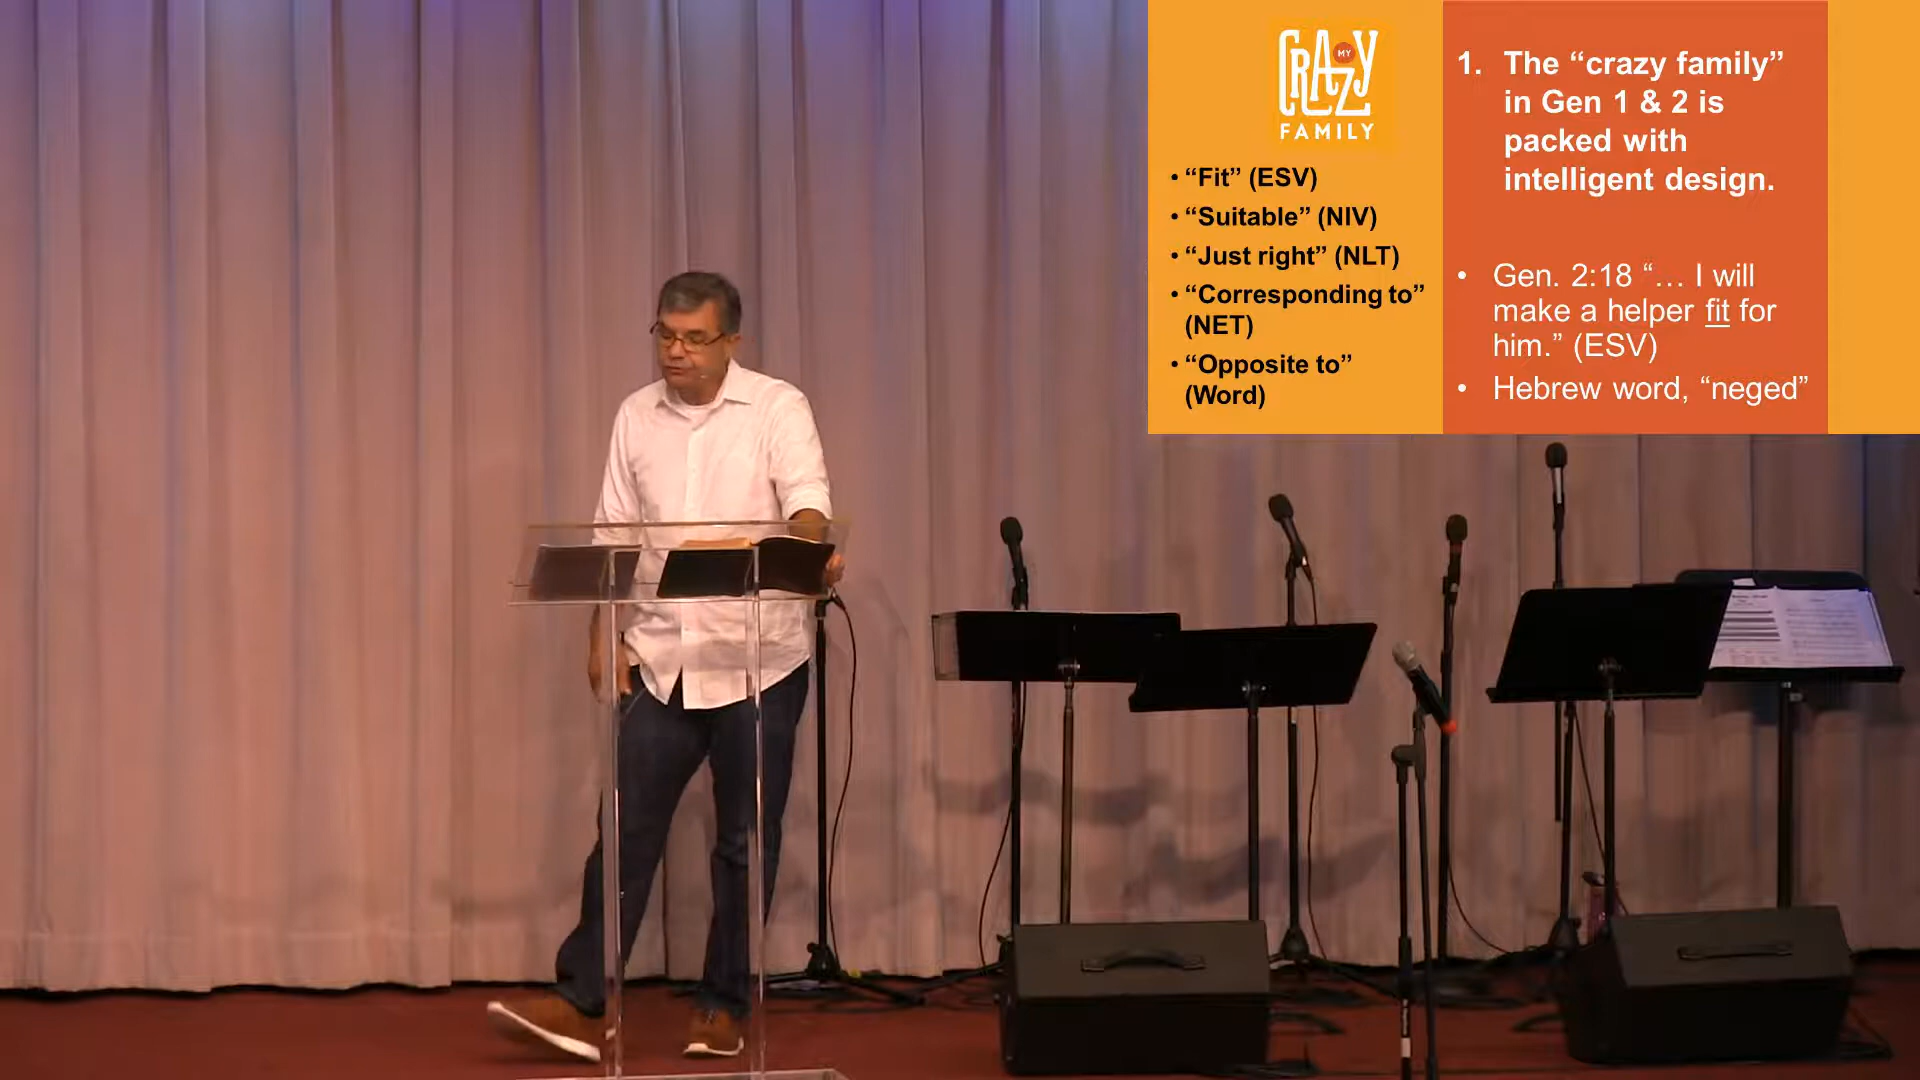 CRAZY
MY
FAMILY
• “Fit” (ESV)
• “Suitable” (NIV)
• “Just right” (NLT)
• “Corresponding to”
(NET)
• “Opposite to”
(Word)
1. The “crazy family”
in Gen 1 & 2 is
packed with
intelligent design.
• Gen. 2:18 “… I will
make a helper fit for
him.” (ESV)
• Hebrew word, “neged”